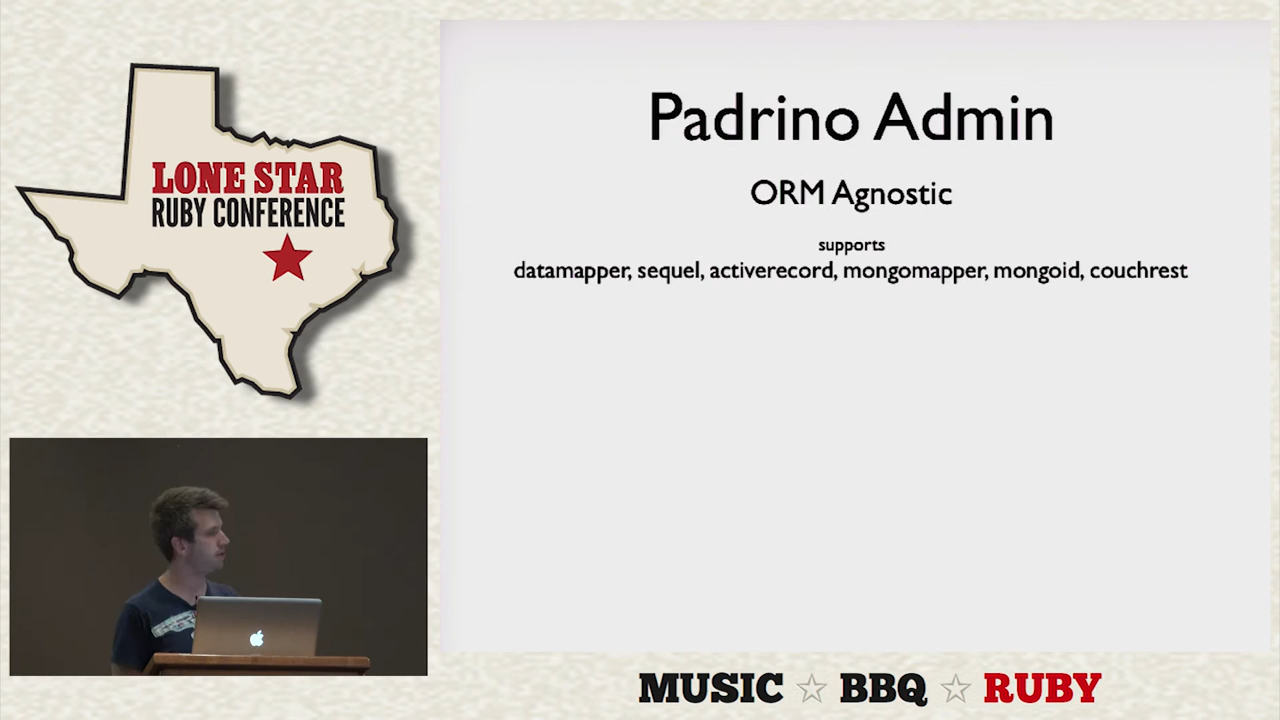 LONE STAR
RUBY CONFERENCE
Padrino Admin
ORM Agnostic
supports
datamapper, sequel, activerecord, mongomapper, mongoid, couchrest
MUSIC ☆ BBQ ☆ RUBY